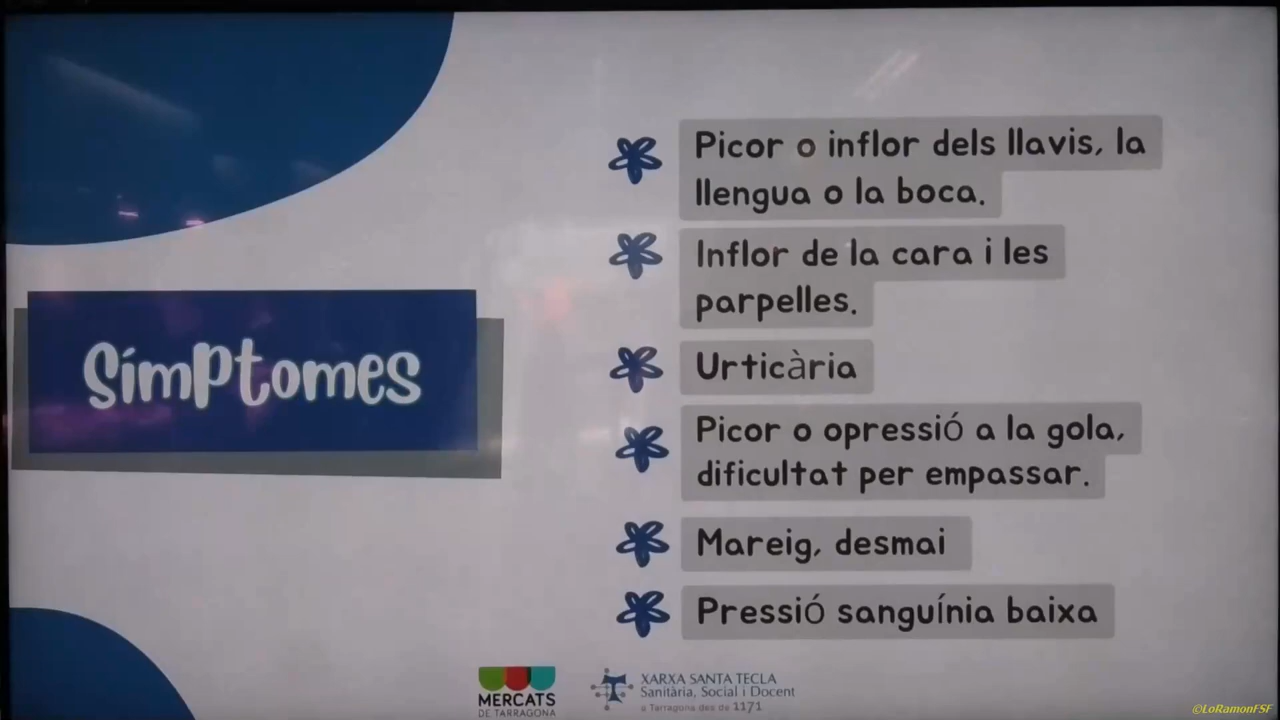 Símptomes
Picor o inflor dels llavis, la
llengua o la boca.
Inflor de la cara i les
parpelles.
Urticària
Picor o opressió a la gola,
dificultat per empassar.
Mareig, desmai
Pressió sanguínia baixa
MERCATS
DE TARRAGONA
XARXA SANTA TECLA
Sanitària, Social i Docent
a Tarragona des de 1171
©LoRamonFSF